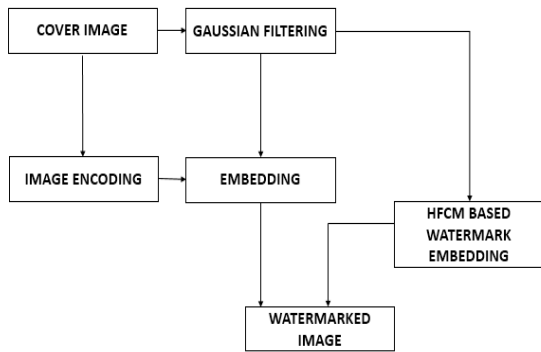 COVER IMAGE
GAUSSIAN FILTERING
IMAGE ENCODING
EMBEDDING
HFCM BASED
WATERMARK
EMBEDDING
WATERMARKED
IMAGE